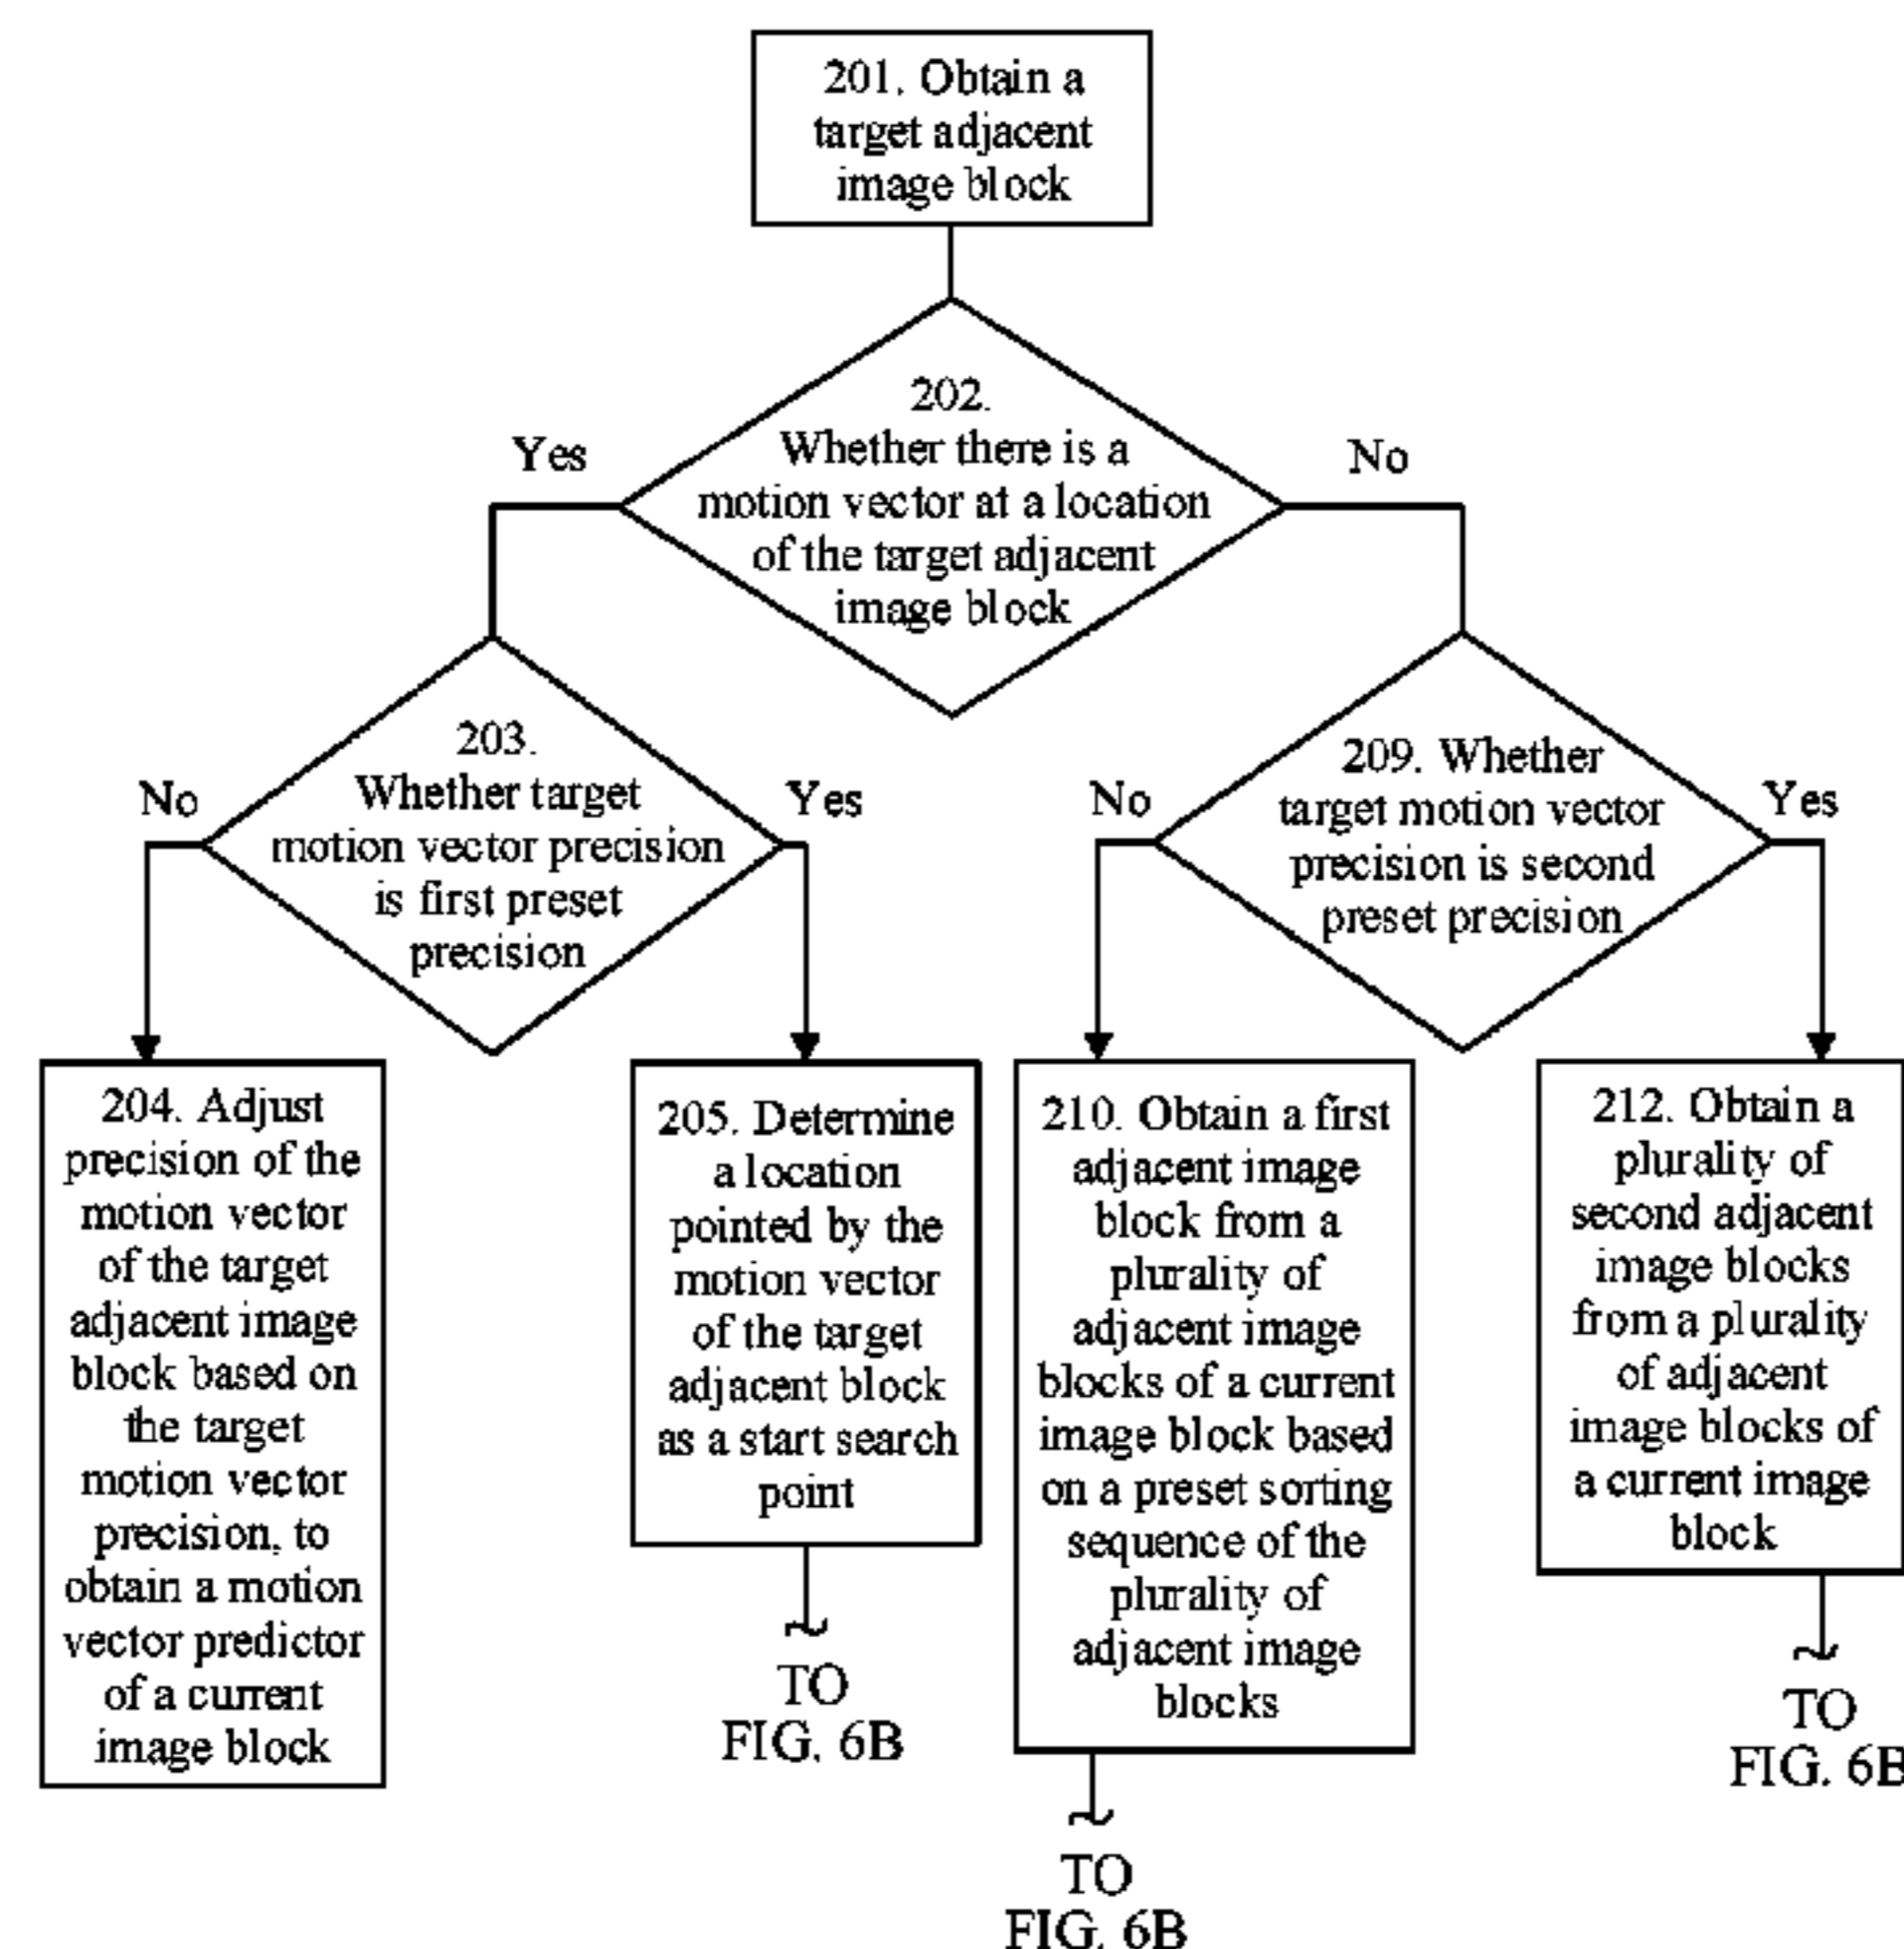 201. Obtain a
target adjacent
image block
202.
Whether there is a
motion vector at a location
of the target adjacent
image block
Yes
No
203.
Whether target
motion vector precision
is first preset
precision
No
Yes
209. Whether
target motion vector
precision is second
preset precision
No
Yes
204. Adjust
precision of the
motion vector
of the target
adjacent image
block based on
the target
motion vector
precision, to
obtain a motion
vector predictor
of a current
image block
205. Determine
a location
pointed by the
motion vector
of the target
adjacent block
as a start search
point
TO
FIG. 6B
210. Obtain a first
adjacent image
block from a
plurality of
adjacent image
blocks of a current
image block based
on a preset sorting
sequence of the
plurality of
adjacent image
blocks
TO
FIG. 6B
212. Obtain a
plurality of
second adjacent
image blocks
from a plurality
of adjacent
image blocks of
a current image
block
TO
FIG. 6B